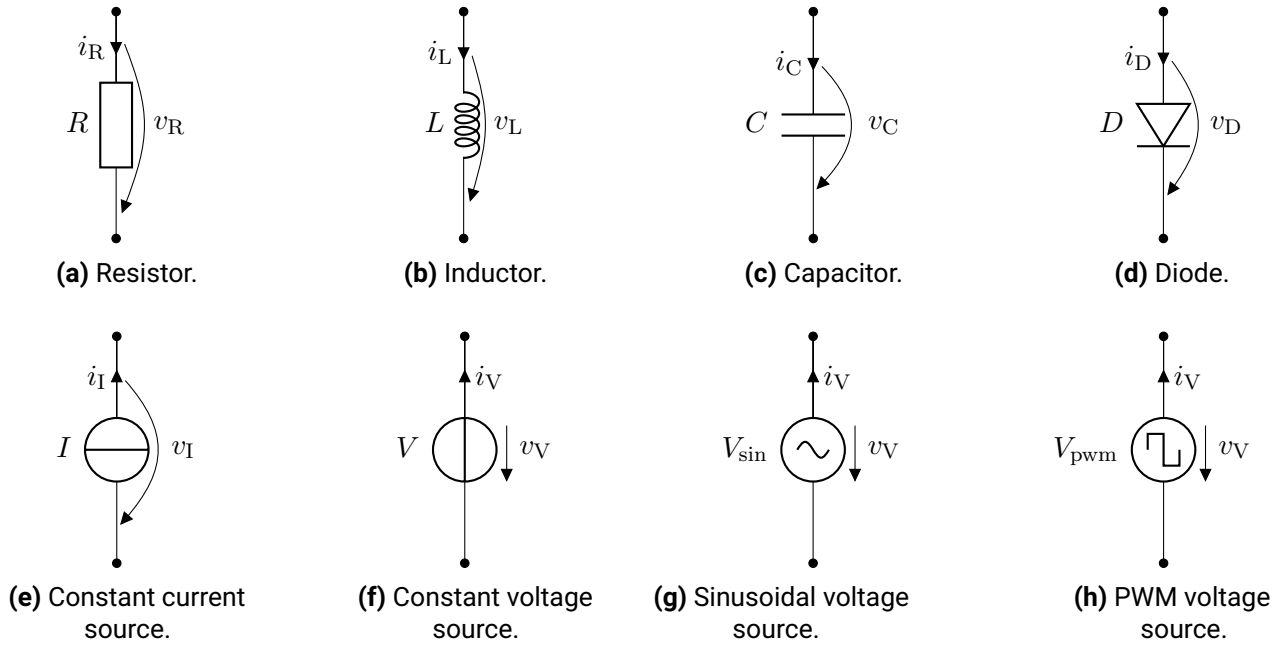 i_R
R
v_R
(a) Resistor.
i_L
L
v_L
(b) Inductor.
i_C
C
v_C
(c) Capacitor.
i_D
D
v_D
(d) Diode.
i_I
I
v_I
(e) Constant current
source.
i_V
V
v_V
(f) Constant voltage
source.
i_V
V_sin
v_V
(g) Sinusoidal voltage
source.
i_V
V_pwm
v_V
(h) PWM voltage
source.